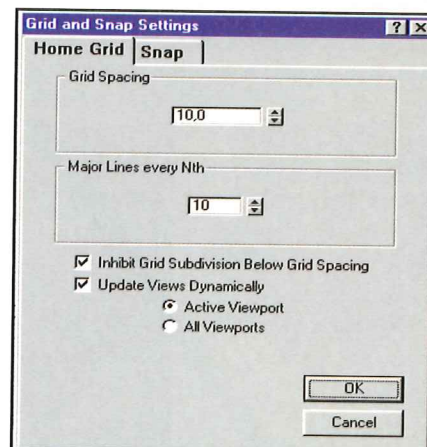 Grid and Snap Settings
Home Grid Snap
Grid Spacing
10,0
Major Lines every Nth
10
Inhibit Grid Subdivision Below Grid Spacing
Update Views Dynamically
Active Viewport
All Viewports
OK
Cancel